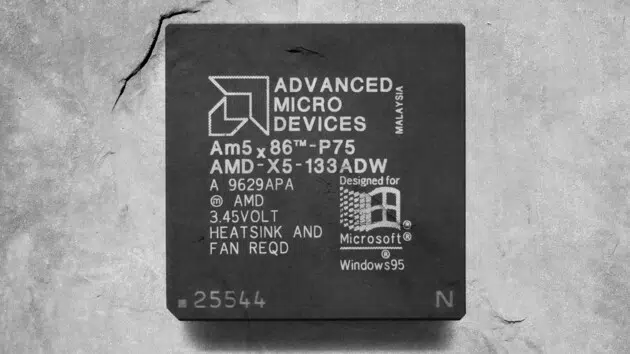 ADVANCED
MICRO
DEVICES
MALAYSIA
Am5x86™-P75
AMD-X5-133ADW
A 9629APA
Ⓜ AMD
3.45VOLT
HEATSINK AND
FAN REQD
Designed for
Microsoft®
®
Windows95
25544 N